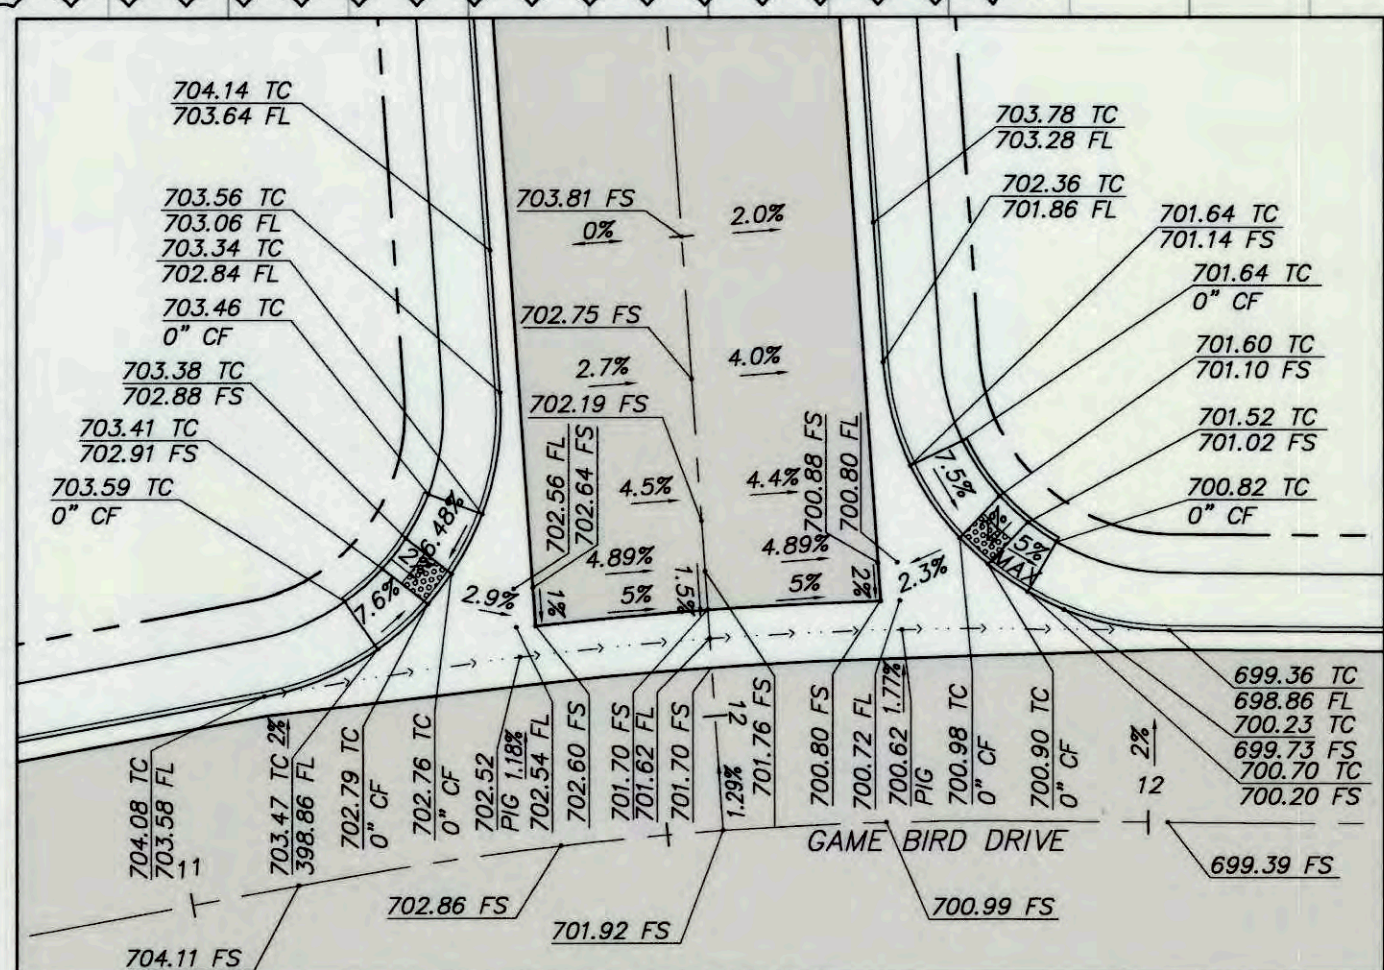 704.14 TC
703.64 FL
703.56 TC
703.06 FL
703.34 TC
702.84 FL
703.46 TC
0" CF
703.38 TC
702.88 FS
703.41 TC
702.91 FS
703.59 TC
0" CF
703.81 FS
0%
2.0%
702.75 FS
2.7%
4.0%
702.19 FS
4.5%
4.4%
702.56 FL
702.64 FS
700.88 FS
700.80 FL
4.89%
4.89%
5%
5%
1%
1.5%
2%
2.9%
2.3%
6.48%
7.6%
7.5%
5%
MAX
703.78 TC
703.28 FL
702.36 TC
701.86 FL
701.64 TC
701.14 FS
701.64 TC
0" CF
701.60 TC
701.10 FS
701.52 TC
701.02 FS
700.82 TC
0" CF
704.08 TC
703.58 FL
703.47 TC
398.86 FL
2%
702.79 TC
0" CF
702.76 TC
0" CF
702.52
PIG
1.18%
702.54 FL
702.60 FS
701.70 FS
701.62 FL
701.70 FS
12
1.29%
701.76 FS
700.80 FS
700.72 FL
700.62
PIG
1.77%
700.98 TC
0" CF
700.90 TC
0" CF
2%
12
699.36 TC
698.86 FL
700.23 TC
699.73 FS
700.70 TC
700.20 FS
11
GAME BIRD DRIVE
704.11 FS
702.86 FS
701.92 FS
700.99 FS
699.39 FS